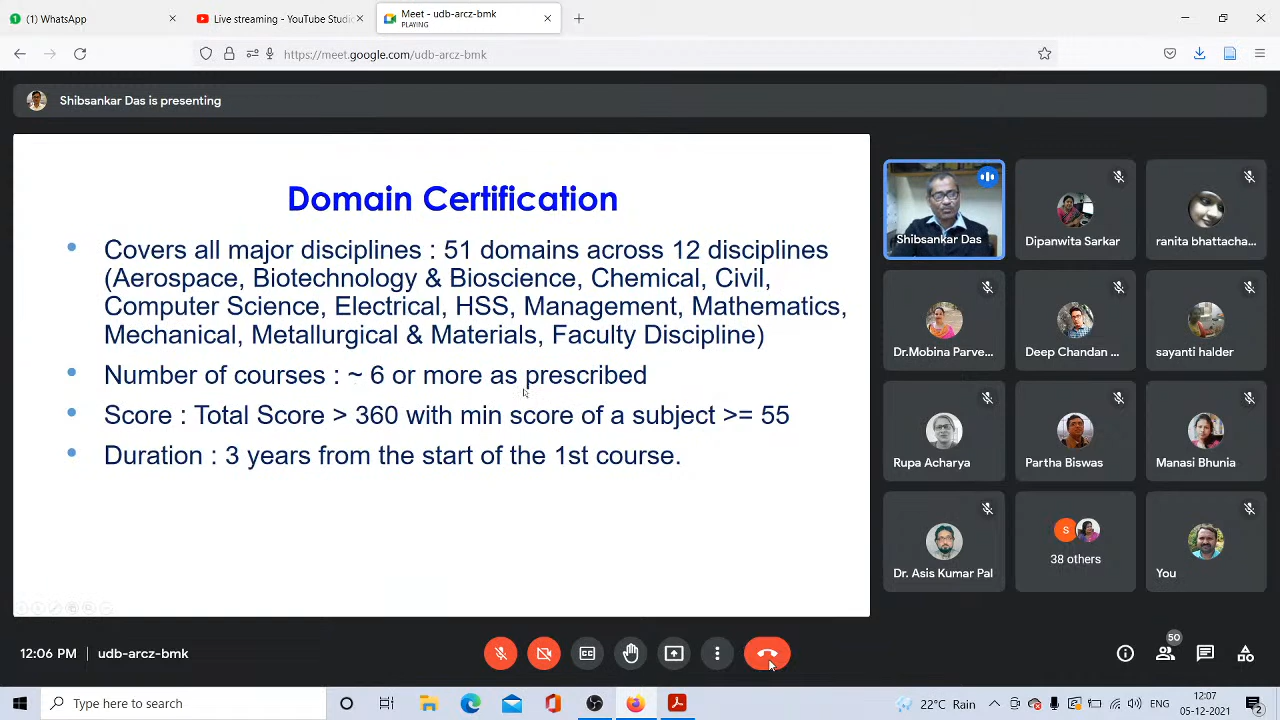 (1) WhatsApp
Live streaming - YouTube Studio
Meet - udb-arcz-bmk
PLAYING
https://meet.google.com/udb-arcz-bmk
Shibsankar Das is presenting
Domain Certification
Covers all major disciplines : 51 domains across 12 disciplines
(Aerospace, Biotechnology & Bioscience, Chemical, Civil,
Computer Science, Electrical, HSS, Management, Mathematics,
Mechanical, Metallurgical & Materials, Faculty Discipline)
Number of courses : ~ 6 or more as prescribed
Score : Total Score > 360 with min score of a subject >= 55
Duration : 3 years from the start of the 1st course.
Shibsankar Das
Dipanwita Sarkar
ranita bhattacha...
Dr.Mobina Parve...
Deep Chandan ...
sayanti halder
Rupa Acharya
Partha Biswas
Manasi Bhunia
Dr. Asis Kumar Pal
S
38 others
You
12:06 PM | udb-arcz-bmk
50
Type here to search
22°C Rain
ENG
12:07
05-12-2021
2